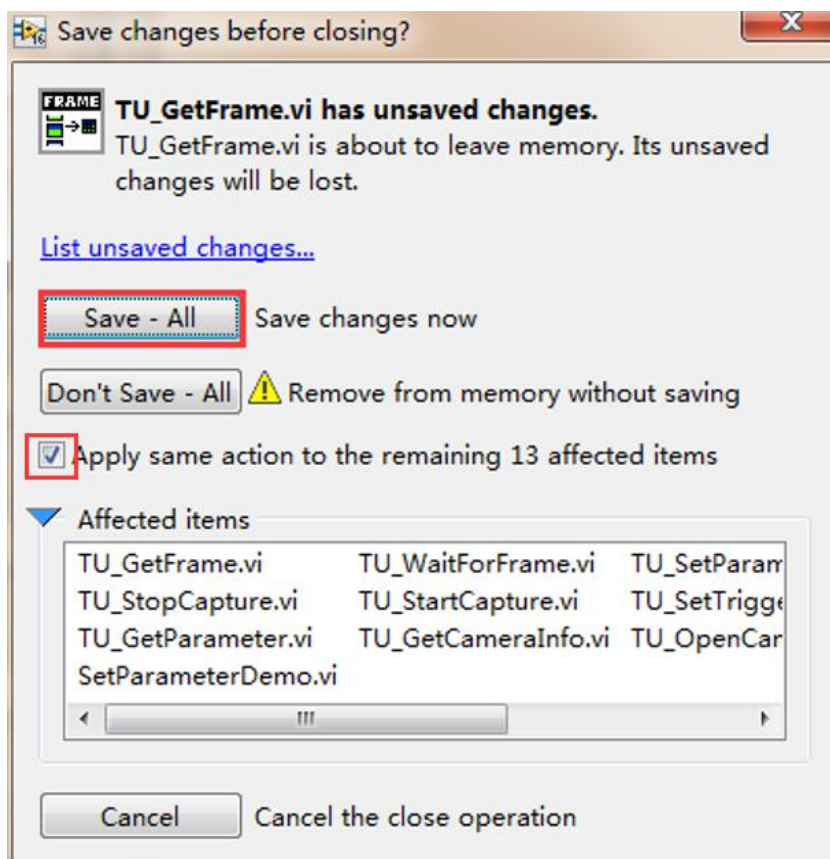 Save changes before closing?
FRAME
TU_GetFrame.vi has unsaved changes.
TU_GetFrame.vi is about to leave memory. Its unsaved
changes will be lost.
List unsaved changes...
Save - All Save changes now
Don't Save - All Remove from memory without saving
Apply same action to the remaining 13 affected items
Affected items
TU_GetFrame.vi TU_WaitForFrame.vi TU_SetParam
TU_StopCapture.vi TU_StartCapture.vi TU_SetTrigge
TU_GetParameter.vi TU_GetCameraInfo.vi TU_OpenCar
SetParameterDemo.vi
Cancel Cancel the close operation